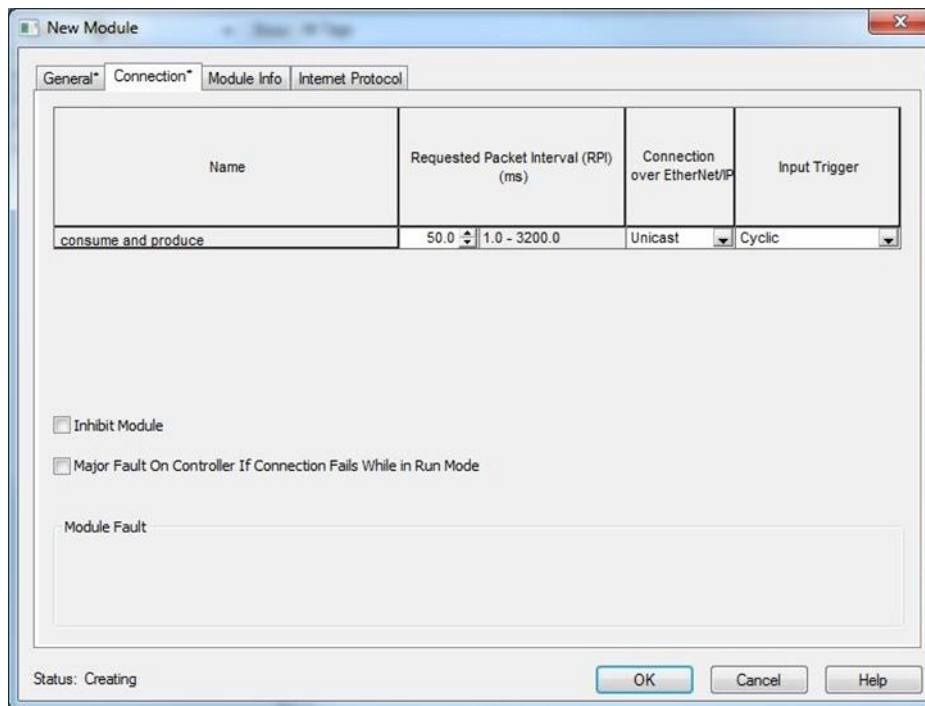 New Module
General* Connection* Module Info Internet Protocol
Name
Requested Packet Interval (RPI)
(ms)
Connection
over EtherNet/IP
Input Trigger
consume and produce 50.0 1.0 - 3200.0 Unicast Cyclic
Inhibit Module
Major Fault On Controller If Connection Fails While in Run Mode
Module Fault
Status: Creating OK Cancel Help